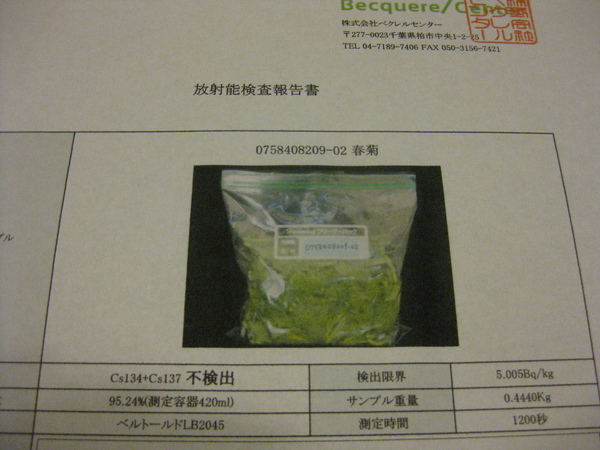 Becquerel Center
株式会社ベクレルセンター
〒277-0023千葉県柏市中央1-2-25
TEL 04-7189-7406 FAX 050-3156-7421
放射能検査報告書
0758408209-02 春菊
Cs134+Cs137 不検出 検出限界 5.005Bq/kg
95.24%(測定容器420ml) サンプル重量 0.4440Kg
ベルトールドLB2045 測定時間 1200秒